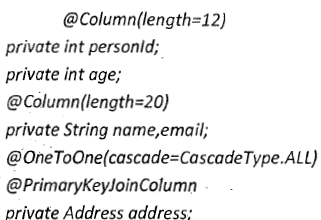 @Column(length=12)
private int personId;
private int age;
@Column(length=20)
private String name,email;
@OneToOne(cascade=CascadeType.ALL)
@PrimaryKeyJoinColumn
private Address address;